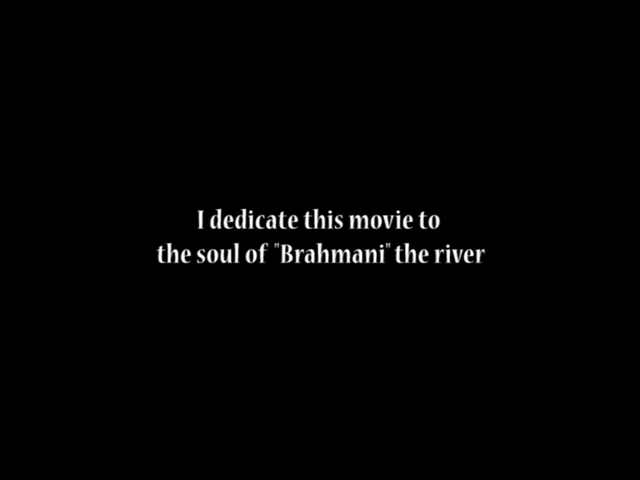 I dedicate this movie to
the soul of "Brahmani" the river